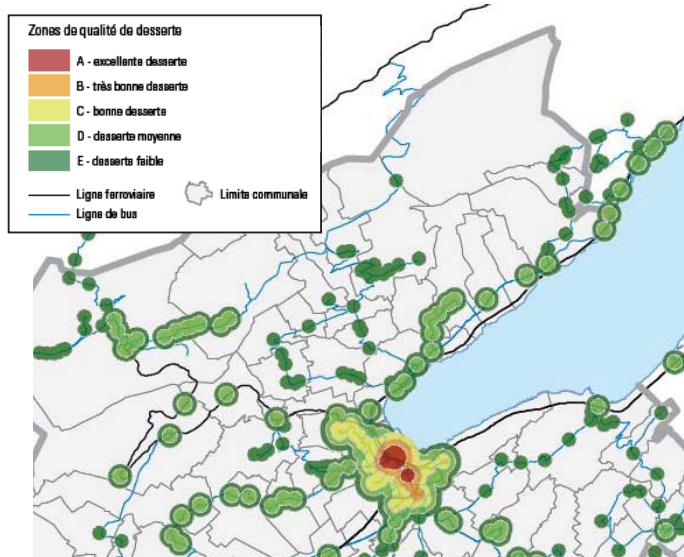 Zones de qualité de desserte
A - excellente desserte
B - très bonne desserte
C - bonne desserte
D - desserte moyenne
E - desserte faible
Ligne ferroviaire
Limite communale
Ligne de bus